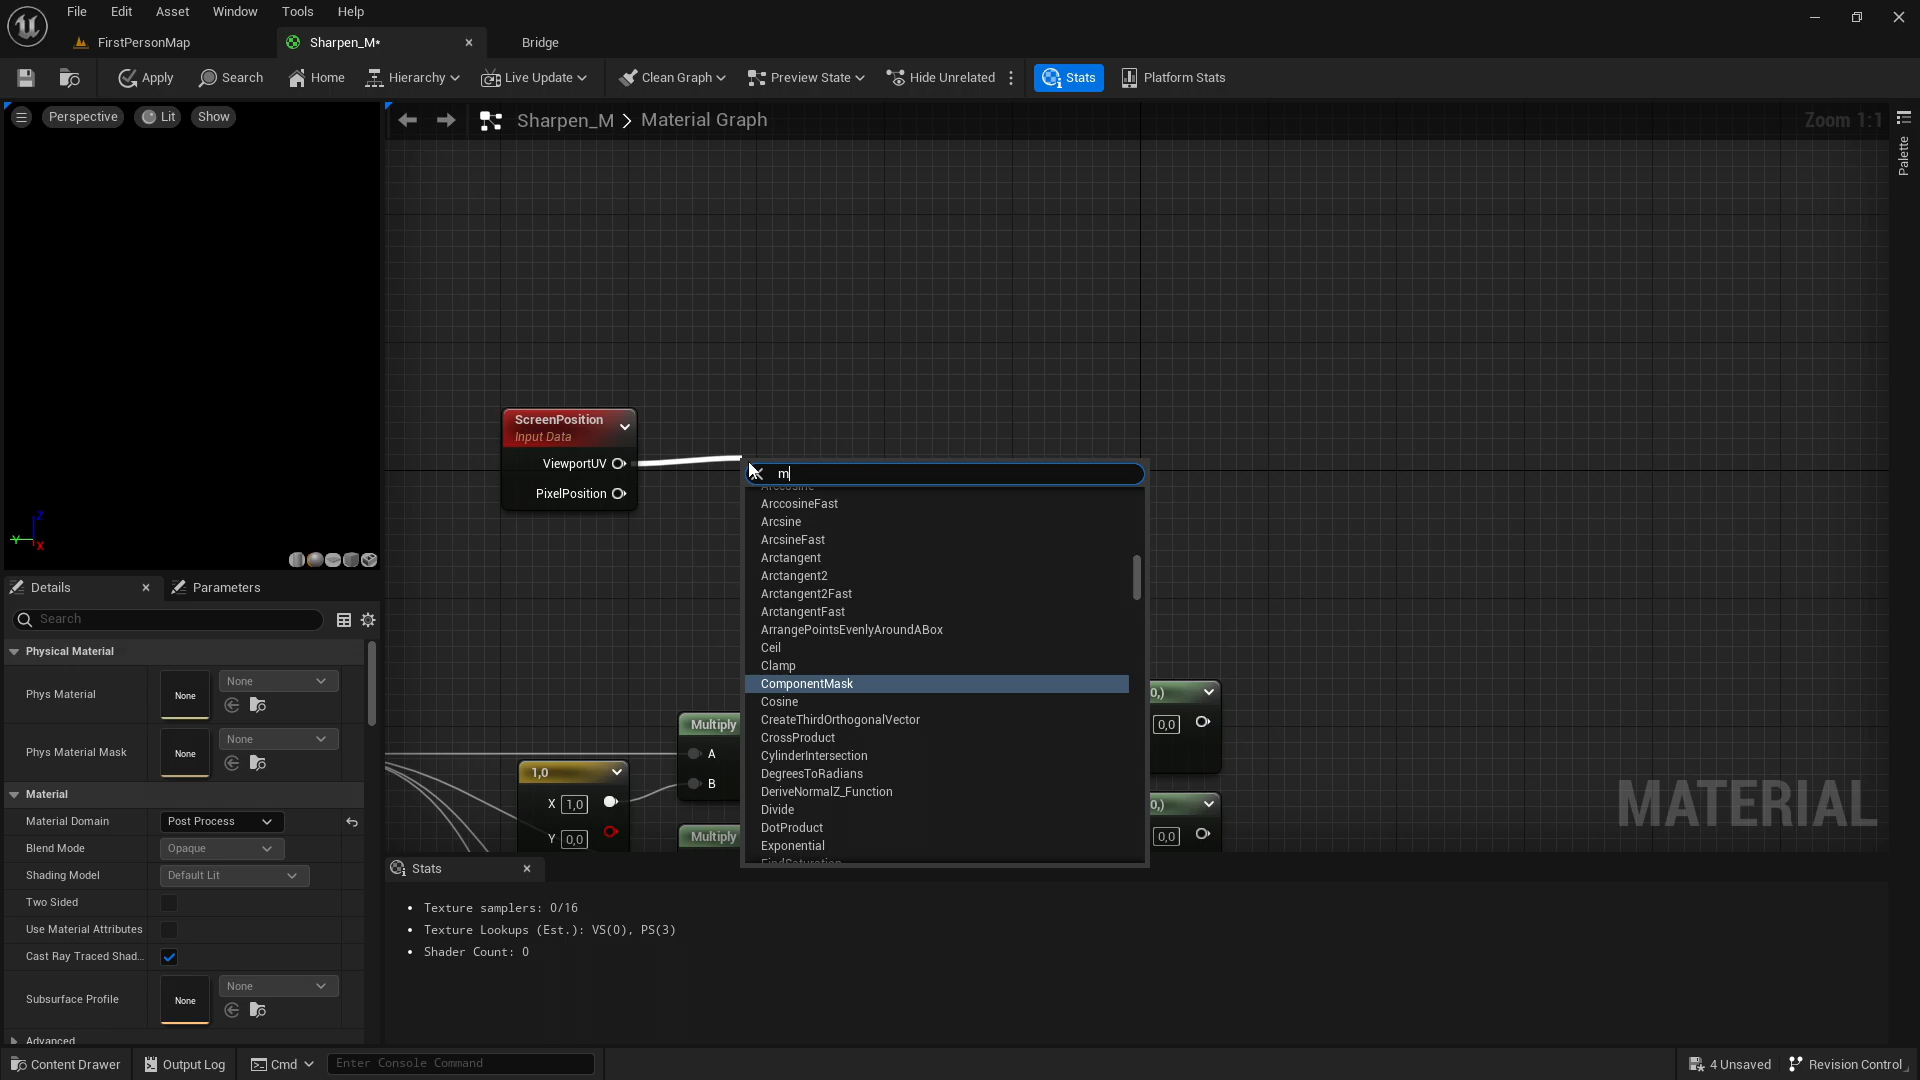 File Edit Asset Window Tools Help
FirstPersonMap Sharpen_M* Bridge
Apply Search Home Hierarchy Live Update Clean Graph Preview State Hide Unrelated Stats Platform Stats
Perspective Lit Show
Sharpen_M > Material Graph
Zoom 1:1
Palette
ScreenPosition
Input Data
ViewportUV
PixelPosition
m
ArccosineFast
Arcsine
ArcsineFast
Arctangent
Arctangent2
Arctangent2Fast
ArctangentFast
ArrangePointsEvenlyAroundABox
Ceil
Clamp
ComponentMask
Cosine
CreateThirdOrthogonalVector
CrossProduct
CylinderIntersection
DegreesToRadians
DeriveNormalZ_Function
Divide
DotProduct
Exponential
FindSaturation
Multiply
A
B
1,0
X 1,0
Y 0,0
Multiply
0,)
0,0
0,)
0,0
MATERIAL
Z
Y
X
Details Parameters
Search
Physical Material
Phys Material None None
Phys Material Mask None None
Material
Material Domain Post Process
Blend Mode Opaque
Shading Model Default Lit
Two Sided
Use Material Attributes
Cast Ray Traced Shad...
Subsurface Profile None None
Advanced
Stats
• Texture samplers: 0/16
• Texture Lookups (Est.): VS(0), PS(3)
• Shader Count: 0
Content Drawer Output Log Cmd Enter Console Command 4 Unsaved Revision Control